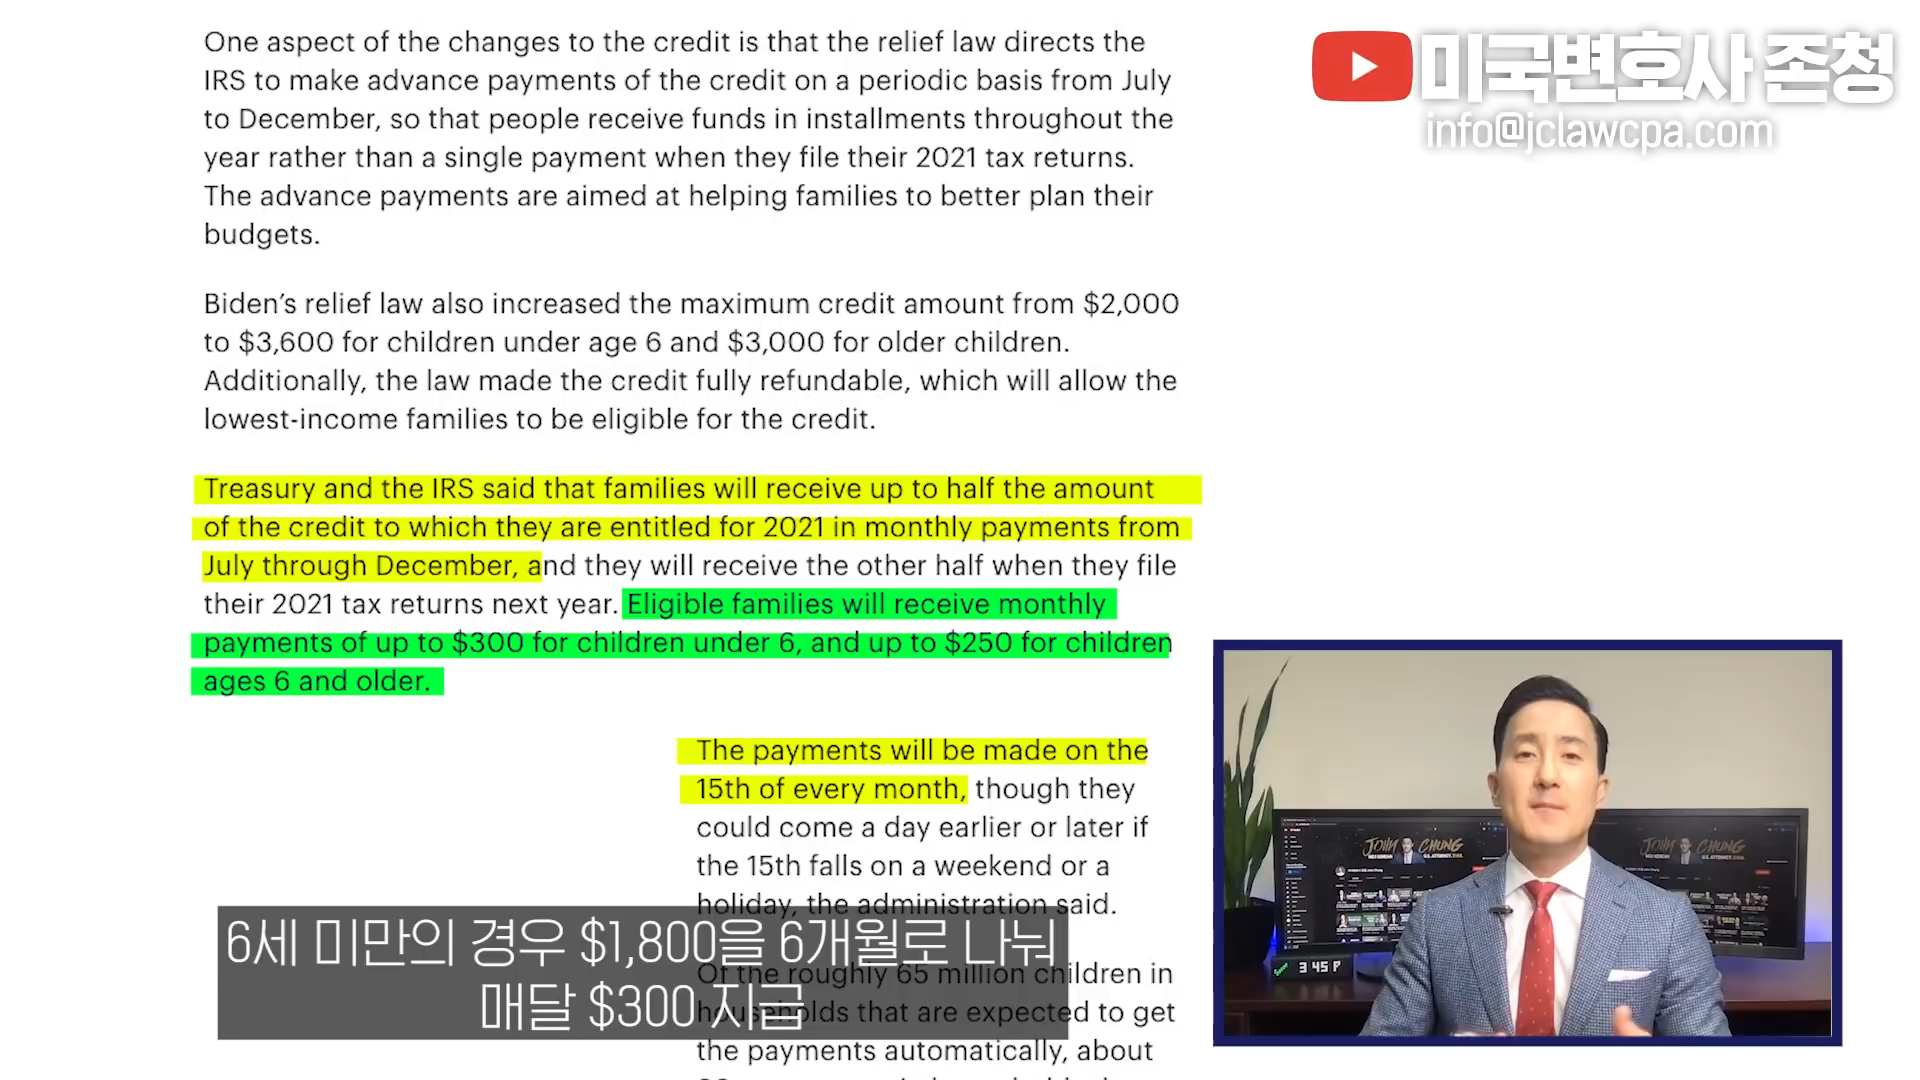 One aspect of the changes to the credit is that the relief law directs the
IRS to make advance payments of the credit on a periodic basis from July
to December, so that people receive funds in installments throughout the
year rather than a single payment when they file their 2021 tax returns.
The advance payments are aimed at helping families to better plan their
budgets.
Biden's relief law also increased the maximum credit amount from $2,000
to $3,600 for children under age 6 and $3,000 for older children.
Additionally, the law made the credit fully refundable, which will allow the
lowest-income families to be eligible for the credit.
Treasury and the IRS said that families will receive up to half the amount
of the credit to which they are entitled for 2021 in monthly payments from
July through December, and they will receive the other half when they file
their 2021 tax returns next year. Eligible families will receive monthly
payments of up to $300 for children under 6, and up to $250 for children
ages 6 and older.
The payments will be made on the
15th of every month, though they
could come a day earlier or later if
the 15th falls on a weekend or a
holiday, the administration said.
Of the roughly 65 million children in
households that are expected to get
the payments automatically, about
6세 미만의 경우 $1,800을 6개월로 나눠
매달 $300 지급
미국변호사 존청
info@jclawcpa.com
JOHN CHUNG
U.S. ATTORNEY, ESQ.
JOHN CHUNG
U.S. ATTORNEY, ESQ.
3 45 P